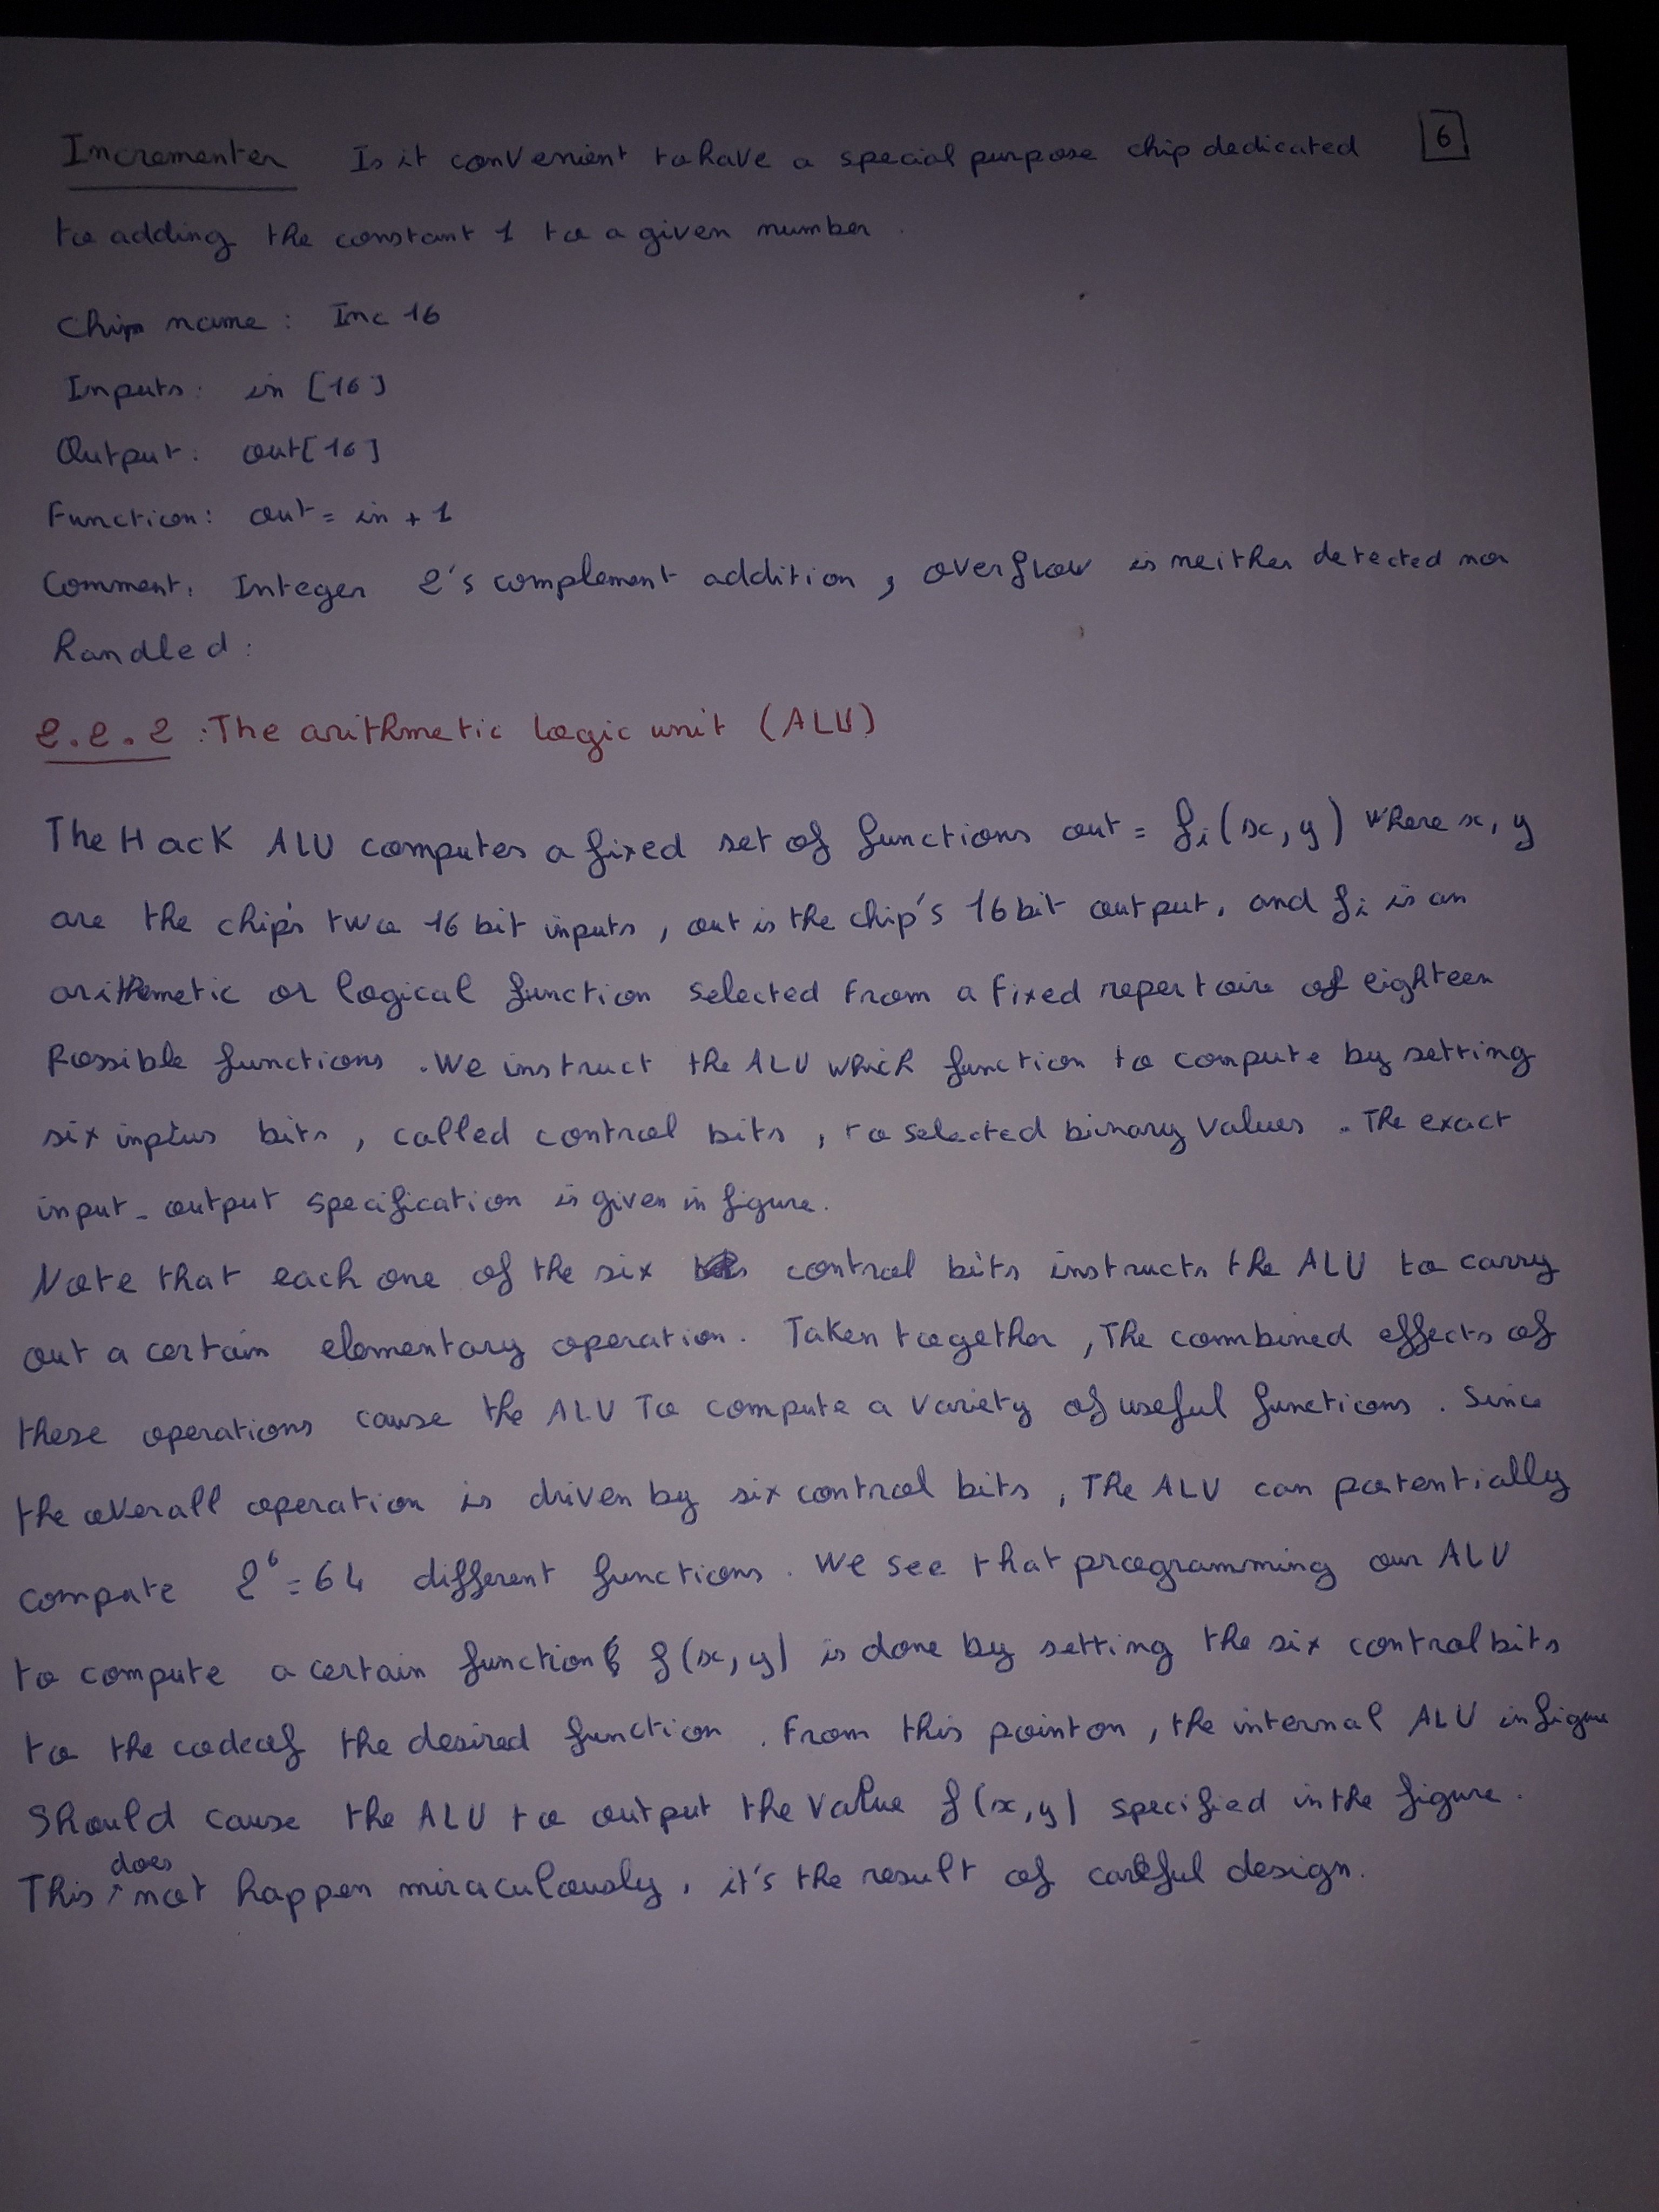 Incrementer Is it convenient to have a special purpose chip dedicated 6
to adding the constant 1 to a given number.
Chip name : Inc 16
Inputs : in [16]
Output : out [16]
Function : out = in + 1
Comment : Integer 2's complement addition, overflow is neither detected nor
handled :
2.2.2 : The arithmetic logic unit (ALU)
The Hack ALU computes a fixed set of functions out = fi(x, y) where x, y
are the chip's two 16 bit inputs, out is the chip's 16 bit output, and fi is an
arithmetic or logical function selected from a fixed repertoire of eighteen
Possible functions . We instruct the ALU which function to compute by setting
six inptus bits, called control bits, to selected binary values . The exact
input-output specification is given in figure.
Note that each one of the six control bits instructs the ALU to carry
out a certain elementary operation. Taken together, The combined effects of
these operations cause the ALU To compute a variety of useful functions. Since
the overall operation is driven by six control bits, The ALU can potentially
compute 2⁶ = 64 different functions. We see that programming our ALU
to compute a certain function f(x, y) is done by setting the six control bits
to the code of the desired function. From this point on, the internal ALU in figure
Should cause the ALU to output the value f(x, y) specified in the figure.
This does not happen miraculously, it's the result of careful design.